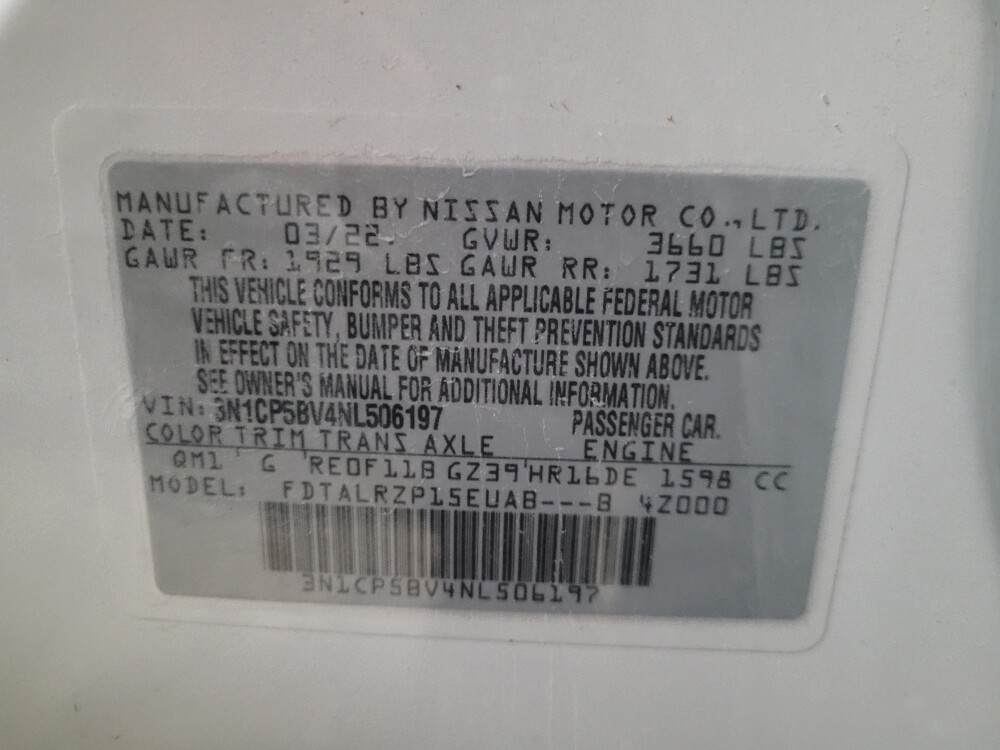 MANUFACTURED BY NISSAN MOTOR CO., LTD.
DATE: 03/22. GVWR: 3660 LBS
GAWR FR: 1929 LBS GAWR RR: 1731 LBS
THIS VEHICLE CONFORMS TO ALL APPLICABLE FEDERAL MOTOR
VEHICLE SAFETY, BUMPER AND THEFT PREVENTION STANDARDS
IN EFFECT ON THE DATE OF MANUFACTURE SHOWN ABOVE.
SEE OWNER'S MANUAL FOR ADDITIONAL INFORMATION.
VIN: 3N1CP5BV4NL506197 PASSENGER CAR.
COLOR TRIM TRANS AXLE ENGINE
QM1 G RE0F11B GZ39 HR16DE 1598 CC
MODEL: FDTALRZP15EUAB---B 4Z000
3N1CP5BV4NL506197